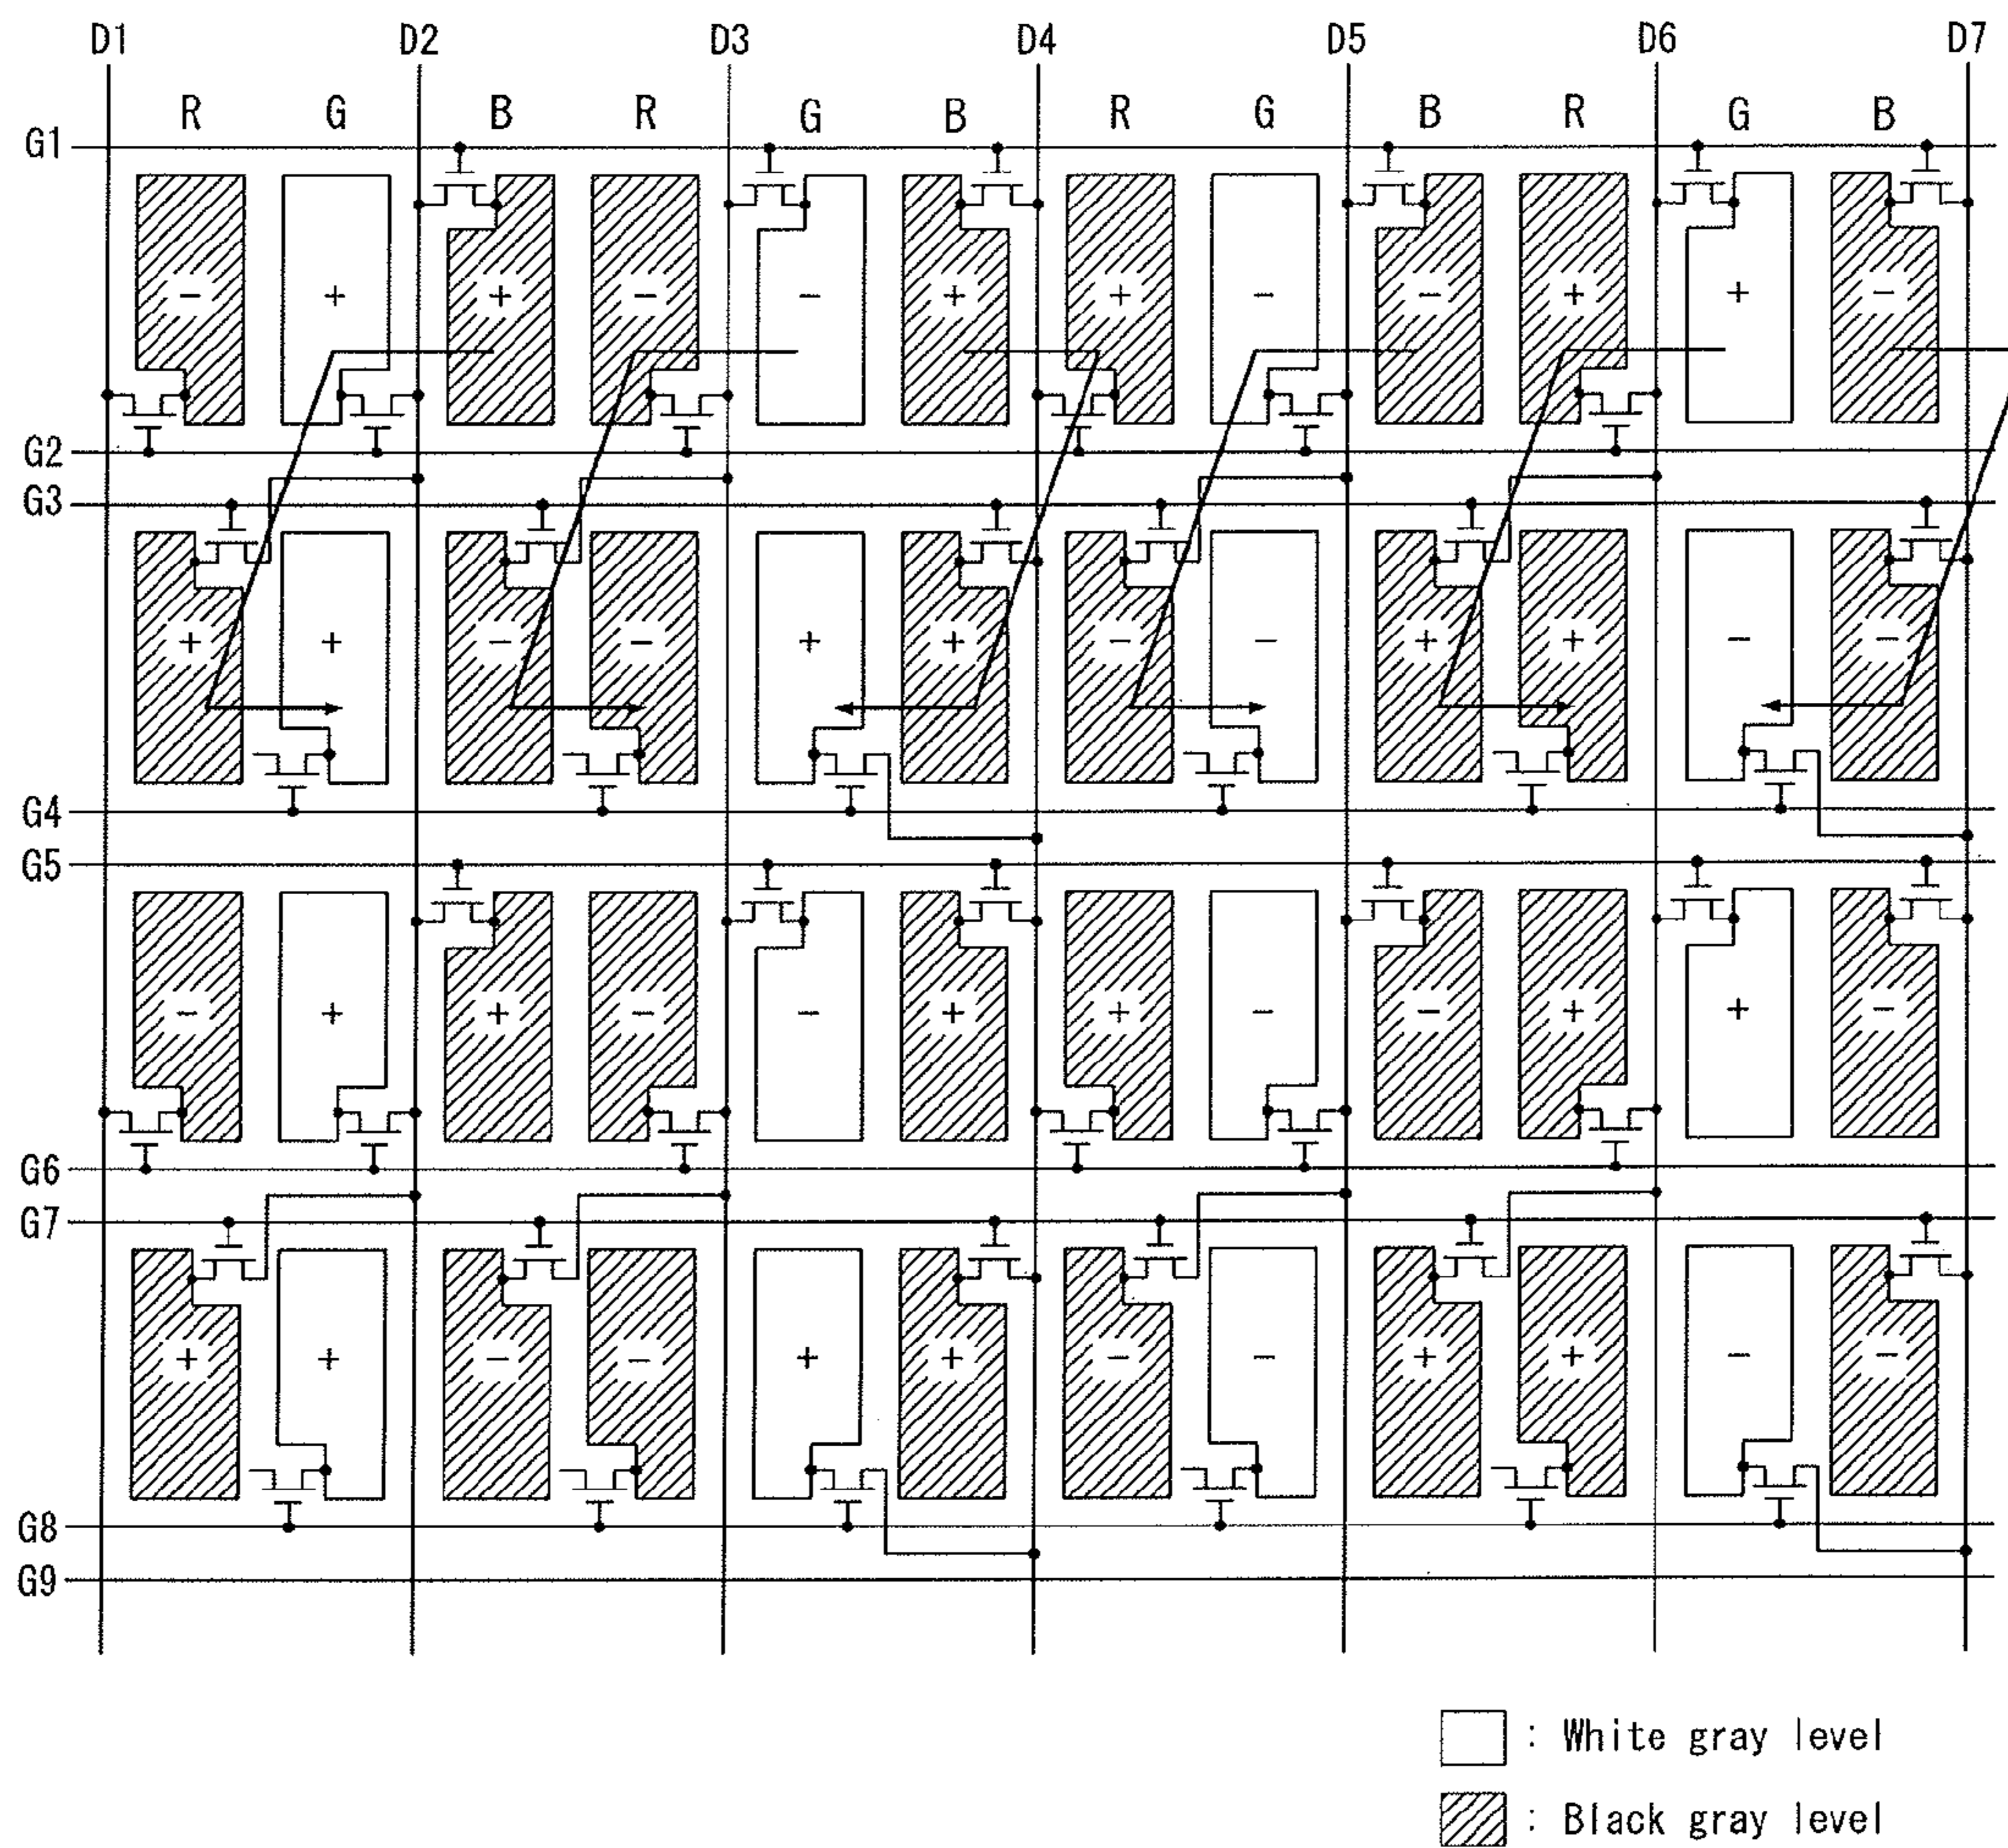 D1 D2 D3 D4 D5 D6 D7
R G B R G B R G B R G B
G1
- + + - - + + - - + + -
G2
G3
+ + - - + + - - + + - -
G4
G5
- + + - - + + - - + + -
G6
G7
+ + - - + + - - + + - -
G8
G9
: White gray level
: Black gray level